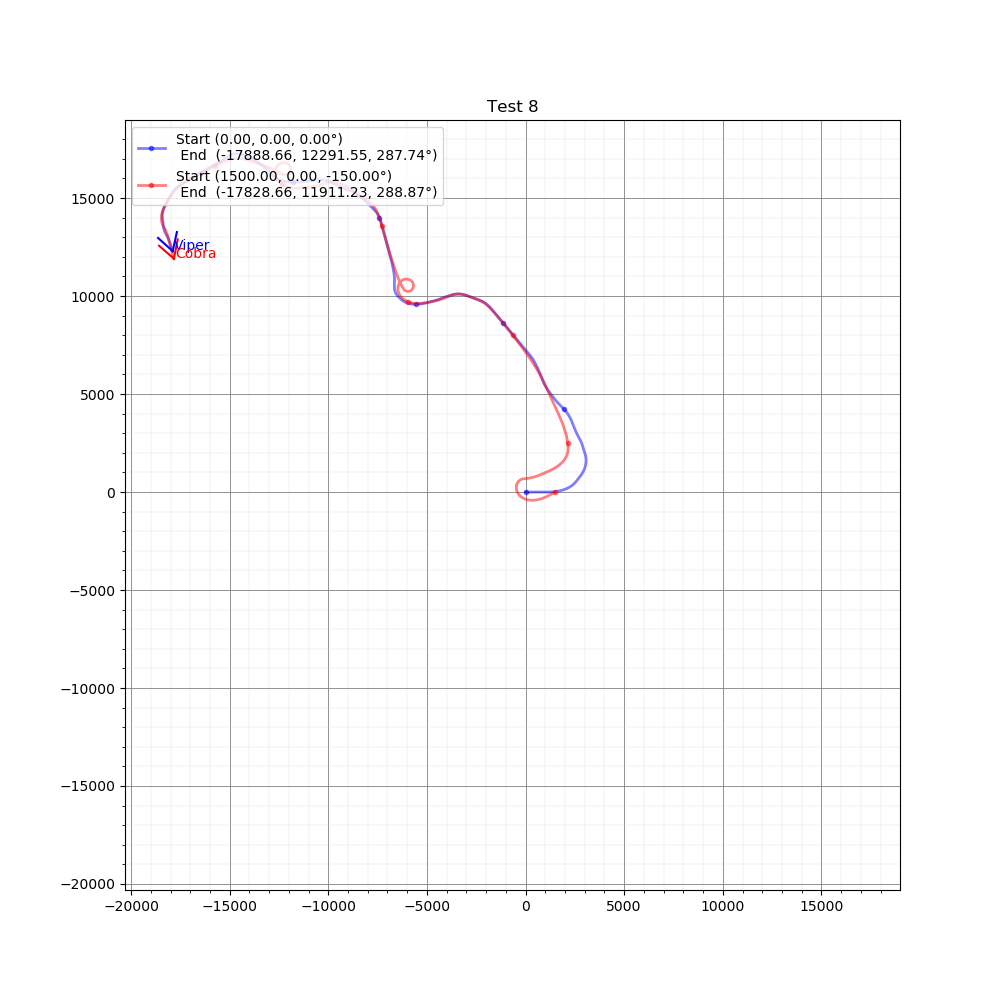 Test 8
Start (0.00, 0.00, 0.00°)
End (-17888.66, 12291.55, 287.74°)
Start (1500.00, 0.00, -150.00°)
End (-17828.66, 11911.23, 288.87°)
15000
Viper
Cobra
10000
5000
0
−5000
−10000
−15000
−20000
−20000 −15000 −10000 −5000 0 5000 10000 15000